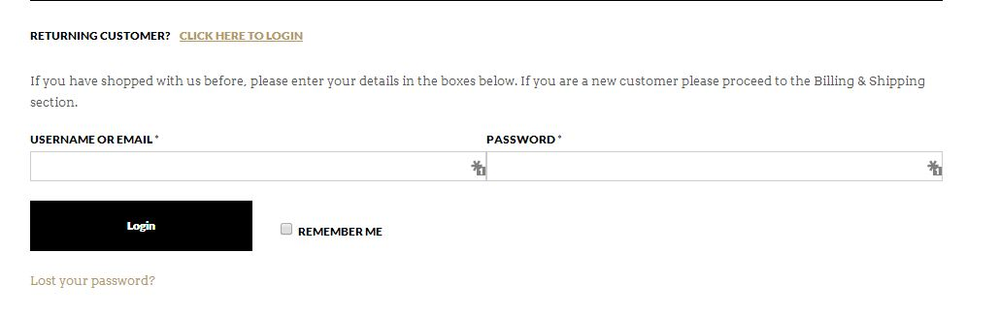 RETURNING CUSTOMER? CLICK HERE TO LOGIN
If you have shopped with us before, please enter your details in the boxes below. If you are a new customer please proceed to the Billing & Shipping
section.
USERNAME OR EMAIL * PASSWORD *
1 1
Login REMEMBER ME
Lost your password?